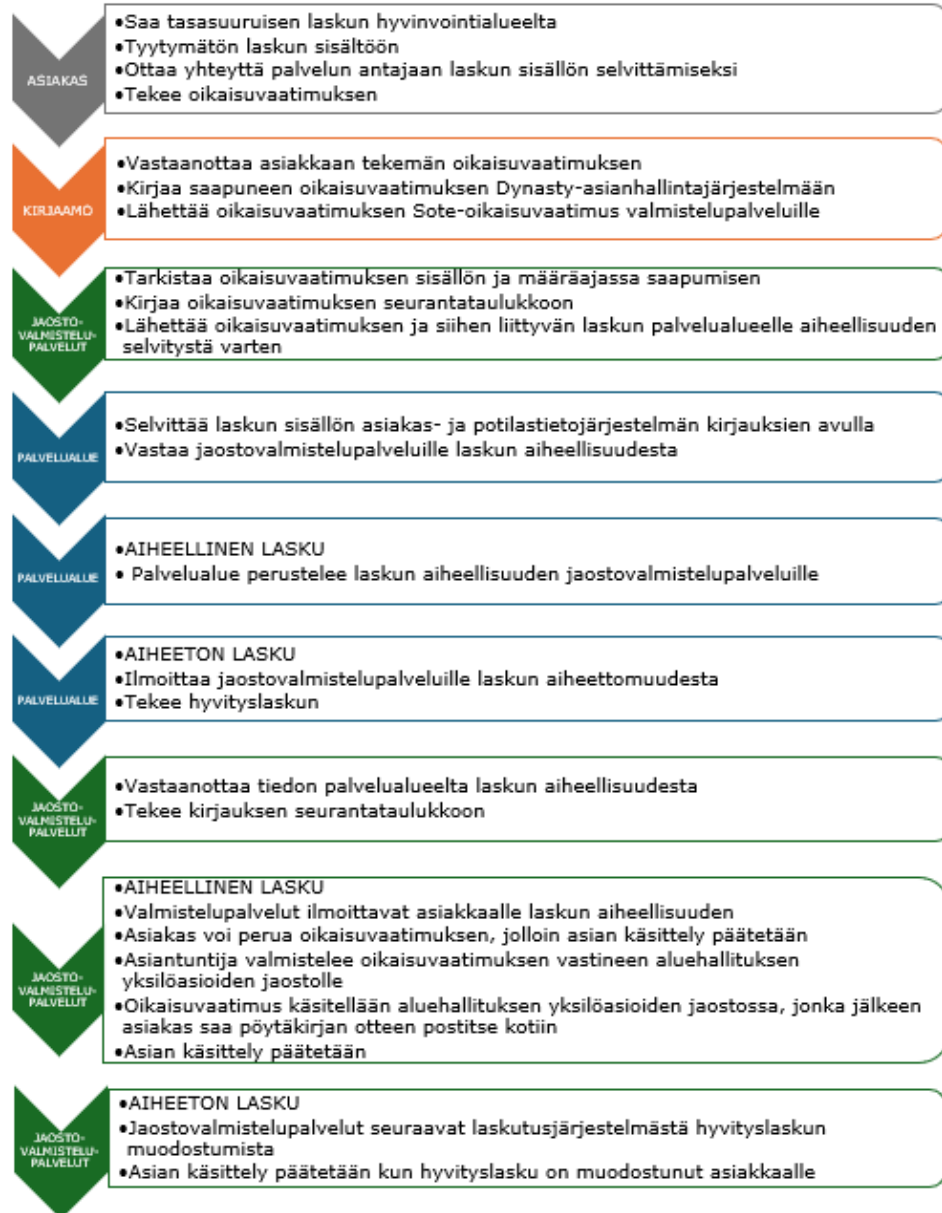 ASIAKAS
•Saa tasasuuruisen laskun hyvinvointialueelta
•Tyytymätön laskun sisältöön
•Ottaa yhteyttä palvelun antajaan laskun sisällön selvittämiseksi
•Tekee oikaisuvaatimuksen
KIRJAAMO
•Vastaanottaa asiakkaan tekemän oikaisuvaatimuksen
•Kirjaa saapuneen oikaisuvaatimuksen Dynasty-asianhallintajärjestelmään
•Lähettää oikaisuvaatimuksen Sote-oikaisuvaatimus valmistelupalveluille
JAOSTO-
VALMISTELU-
PALVELUT
•Tarkistaa oikaisuvaatimuksen sisällön ja määräajassa saapumisen
•Kirjaa oikaisuvaatimuksen seurantataulukkoon
•Lähettää oikaisuvaatimuksen ja siihen liittyvän laskun palvelualueelle aiheellisuuden
selvitystä varten
PALVELUALUE
•Selvittää laskun sisällön asiakas- ja potilastietojärjestelmän kirjauksien avulla
•Vastaa jaostovalmistelupalveluille laskun aiheellisuudesta
PALVELUALUE
•AIHEELLINEN LASKU
• Palvelualue perustelee laskun aiheellisuuden jaostovalmistelupalveluille
PALVELUALUE
•AIHEETON LASKU
•Ilmoittaa jaostovalmistelupalveluille laskun aiheettomuudesta
•Tekee hyvityslaskun
JAOSTO-
VALMISTELU-
PALVELUT
•Vastaanottaa tiedon palvelualueelta laskun aiheellisuudesta
•Tekee kirjauksen seurantataulukkoon
JAOSTO-
VALMISTELU-
PALVELUT
•AIHEELLINEN LASKU
•Valmistelupalvelut ilmoittavat asiakkaalle laskun aiheellisuuden
•Asiakas voi perua oikaisuvaatimuksen, jolloin asian käsittely päätetään
•Asiantuntija valmistelee oikaisuvaatimuksen vastineen aluehallituksen
yksilöasioiden jaostolle
•Oikaisuvaatimus käsitellään aluehallituksen yksilöasioiden jaostossa, jonka jälkeen
asiakas saa pöytäkirjan otteen postitse kotiin
•Asian käsittely päätetään
JAOSTO-
VALMISTELU-
PALVELUT
•AIHEETON LASKU
•Jaostovalmistelupalvelut seuraavat laskutusjärjestelmästä hyvityslaskun
muodostumista
•Asian käsittely päätetään kun hyvityslasku on muodostunut asiakkaalle